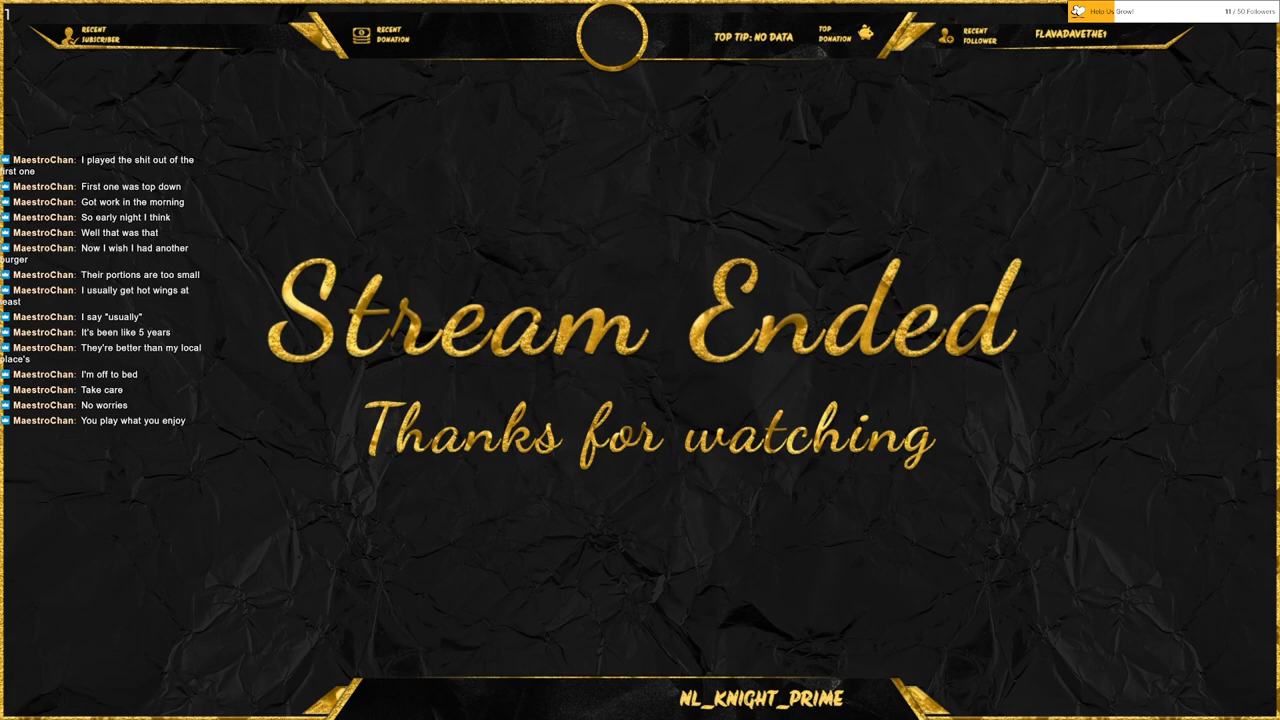 1
RECENT
SUBSCRIBER
RECENT
DONATION
TOP TIP: NO DATA
TOP
DONATION
RECENT
FOLLOWER
FLAVADAVETHE1
Help Us Grow!
11 / 50 Followers
MaestroChan: I played the shit out of the
first one
MaestroChan: First one was top down
MaestroChan: Got work in the morning
MaestroChan: So early night I think
MaestroChan: Well that was that
MaestroChan: Now I wish I had another
burger
MaestroChan: Their portions are too small
MaestroChan: I usually get hot wings at
least
MaestroChan: I say "usually"
MaestroChan: It's been like 5 years
MaestroChan: They're better than my local
place's
MaestroChan: I'm off to bed
MaestroChan: Take care
MaestroChan: No worries
MaestroChan: You play what you enjoy
Stream Ended
Thanks for watching
NL_KNIGHT_PRIME